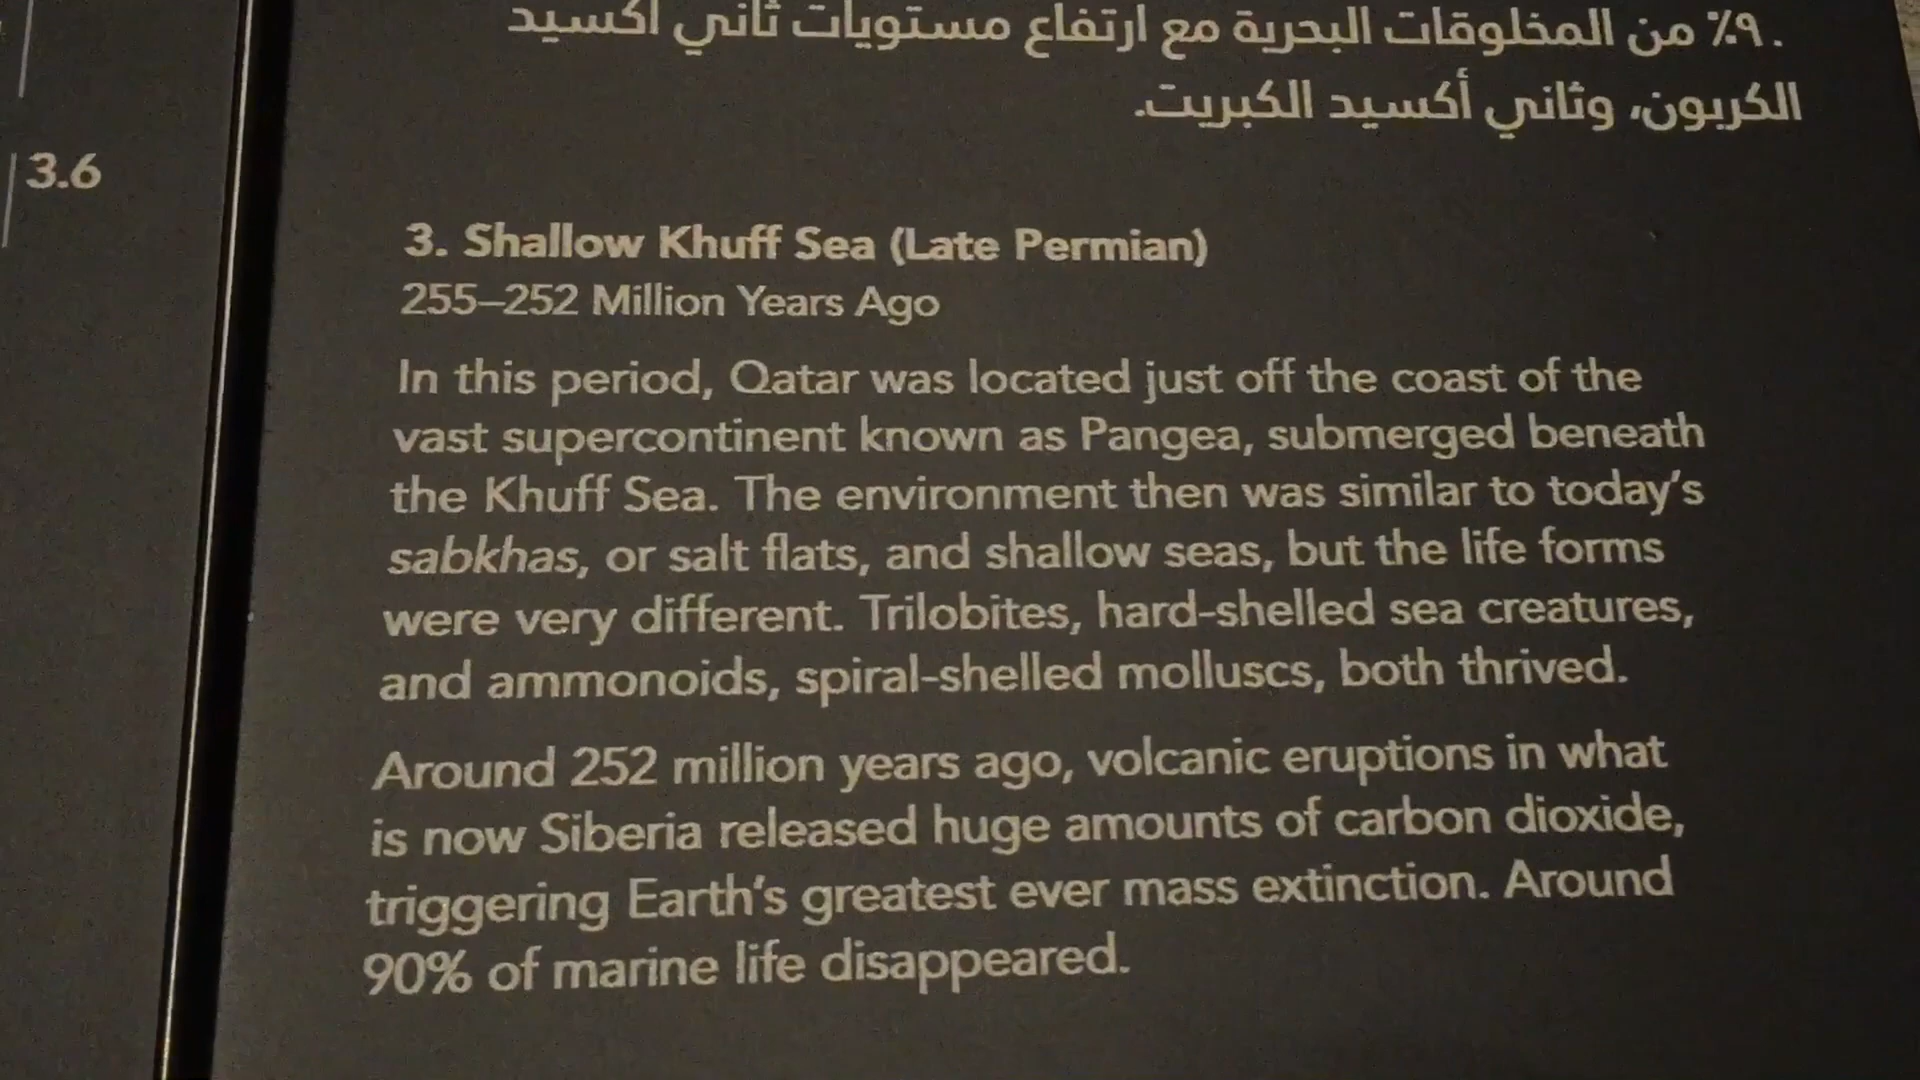 .٩٪ من المخلوقات البحرية مع ارتفاع مستويات ثاني أكسيد
الكربون، وثاني أكسيد الكبريت.
3.6
3. Shallow Khuff Sea (Late Permian)
255–252 Million Years Ago
In this period, Qatar was located just off the coast of the
vast supercontinent known as Pangea, submerged beneath
the Khuff Sea. The environment then was similar to today's
sabkhas, or salt flats, and shallow seas, but the life forms
were very different. Trilobites, hard-shelled sea creatures,
and ammonoids, spiral-shelled molluscs, both thrived.
Around 252 million years ago, volcanic eruptions in what
is now Siberia released huge amounts of carbon dioxide,
triggering Earth's greatest ever mass extinction. Around
90% of marine life disappeared.